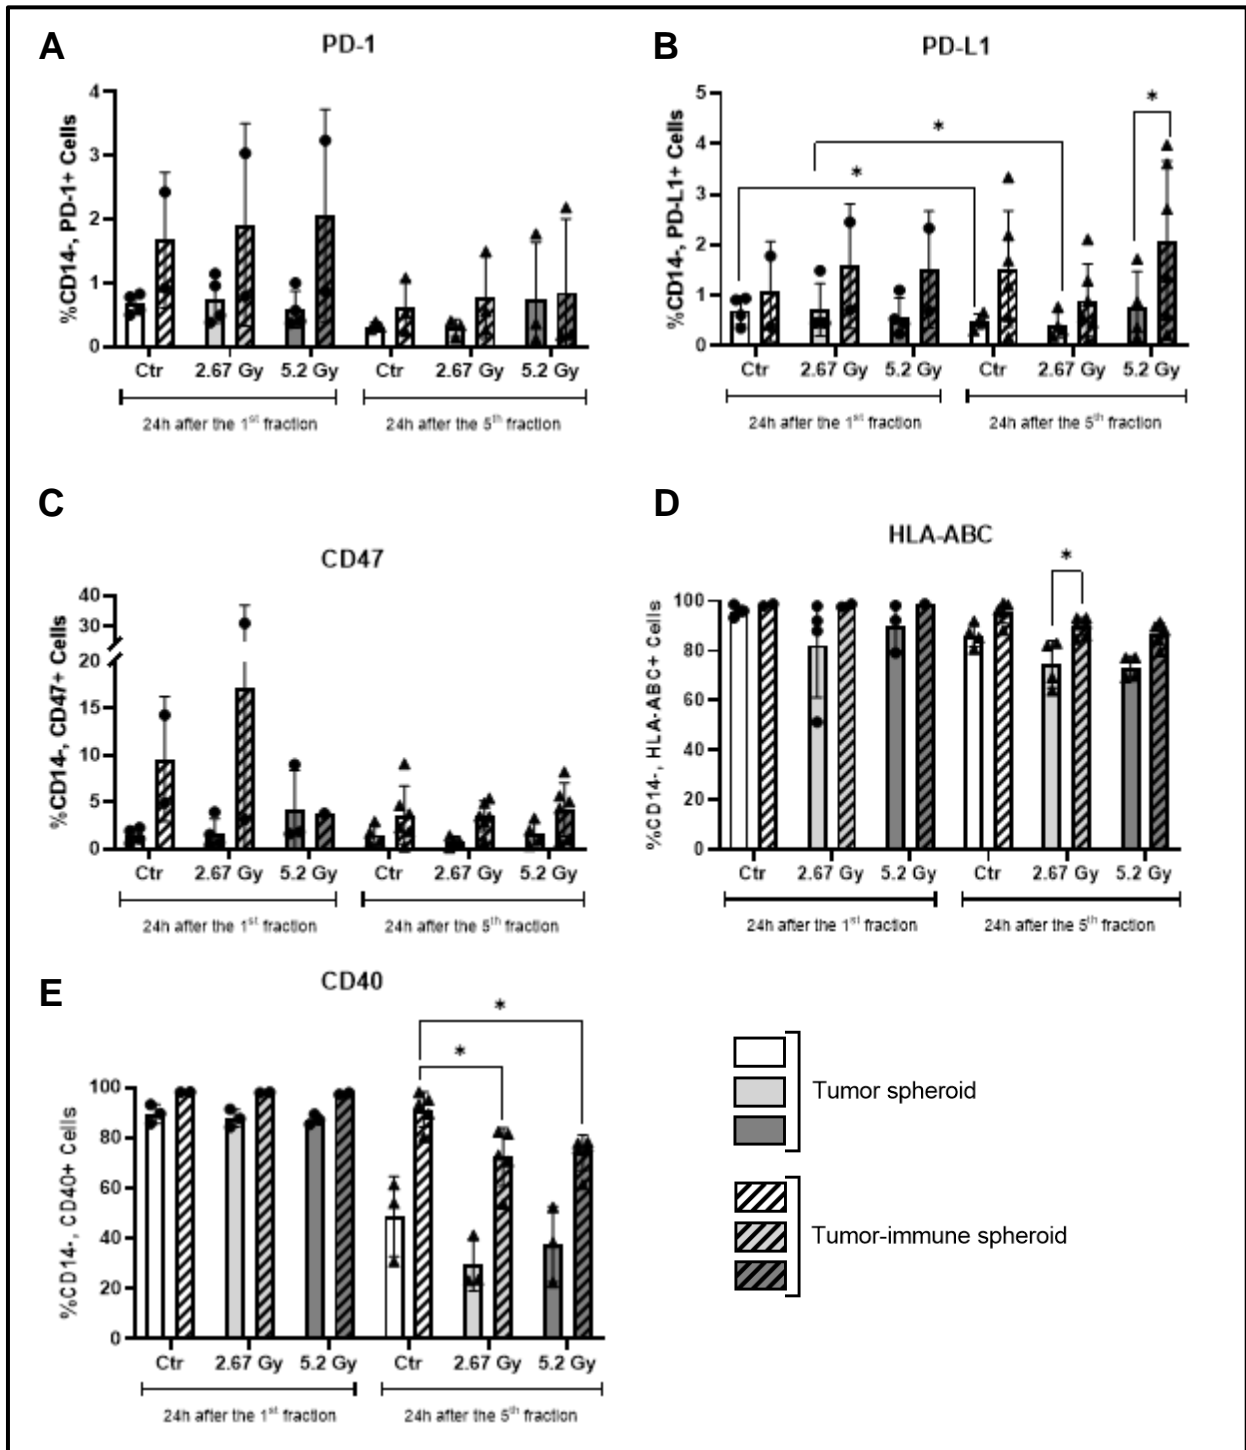 A
PD-1
%CD14-, PD-1+ Cells
4
3
2
1
0
Ctr 2.67 Gy 5.2 Gy Ctr 2.67 Gy 5.2 Gy
24h after the 1st fraction 24h after the 5th fraction
B
PD-L1
%CD14-, PD-L1+ Cells
5
4
3
2
1
0
*
*
*
Ctr 2.67 Gy 5.2 Gy Ctr 2.67 Gy 5.2 Gy
24h after the 1st fraction 24h after the 5th fraction
C
CD47
%CD14-, CD47+ Cells
40
30
20
15
10
5
0
Ctr 2.67 Gy 5.2 Gy Ctr 2.67 Gy 5.2 Gy
24h after the 1st fraction 24h after the 5th fraction
D
HLA-ABC
%CD14-, HLA-ABC+ Cells
100
80
60
40
20
0
*
Ctr 2.67 Gy 5.2 Gy Ctr 2.67 Gy 5.2 Gy
24h after the 1st fraction 24h after the 5th fraction
E
CD40
%CD14-, CD40+ Cells
100
80
60
40
20
0
*
*
Ctr 2.67 Gy 5.2 Gy Ctr 2.67 Gy 5.2 Gy
24h after the 1st fraction 24h after the 5th fraction
Tumor spheroid
Tumor-immune spheroid